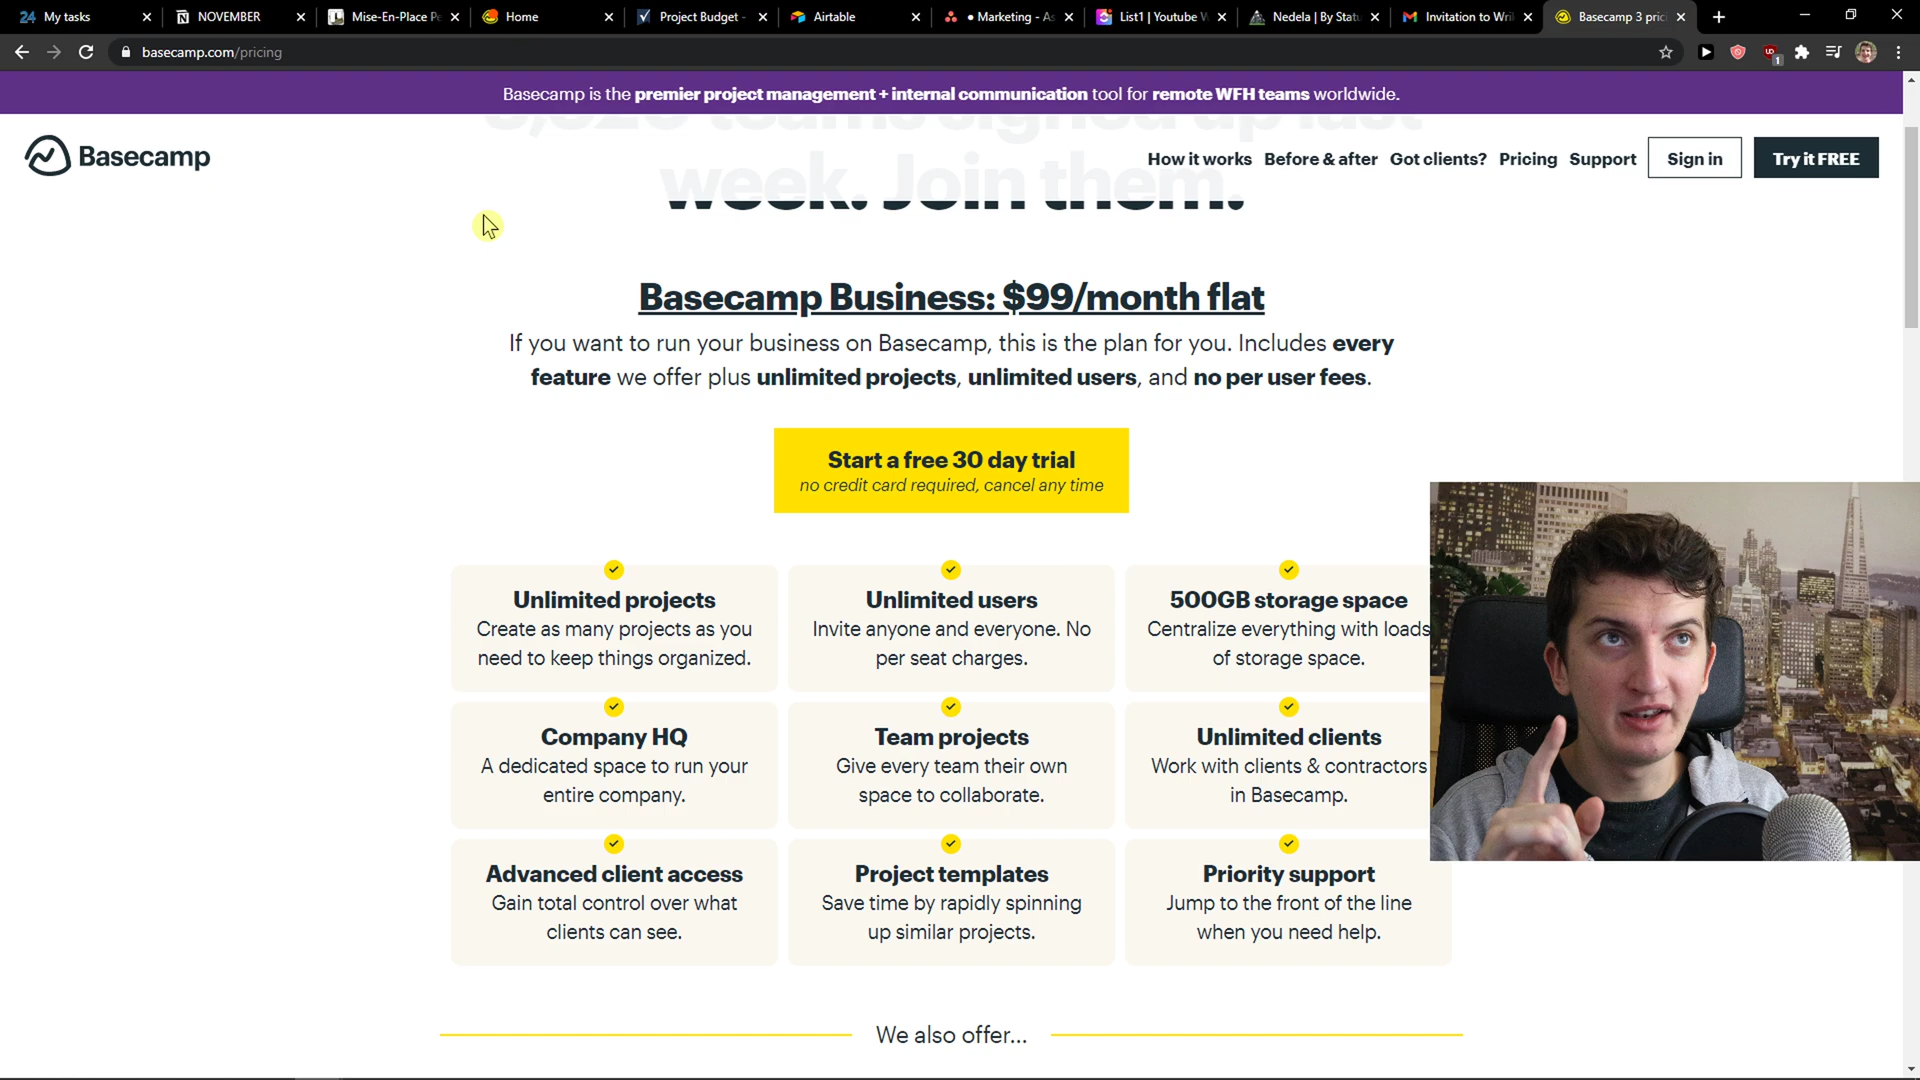 24 My tasks
NOVEMBER
Mise-En-Place Pe
Home
Project Budget -
Airtable
• Marketing - As
List1 | Youtube W
Nedela | By Statu
Invitation to Writ
Basecamp 3 pric
basecamp.com/pricing
1
Basecamp is the premier project management + internal communication tool for remote WFH teams worldwide.
teams signed up last
week. Join them.
Basecamp
How it works
Before & after
Got clients?
Pricing
Support
Sign in
Try it FREE
Basecamp Business: $99/month flat
If you want to run your business on Basecamp, this is the plan for you. Includes every
feature we offer plus unlimited projects, unlimited users, and no per user fees.
Start a free 30 day trial
no credit card required, cancel any time
Unlimited projects
Create as many projects as you
need to keep things organized.
Unlimited users
Invite anyone and everyone. No
per seat charges.
500GB storage space
Centralize everything with loads
of storage space.
Company HQ
A dedicated space to run your
entire company.
Team projects
Give every team their own
space to collaborate.
Unlimited clients
Work with clients & contractors
in Basecamp.
Advanced client access
Gain total control over what
clients can see.
Project templates
Save time by rapidly spinning
up similar projects.
Priority support
Jump to the front of the line
when you need help.
We also offer...